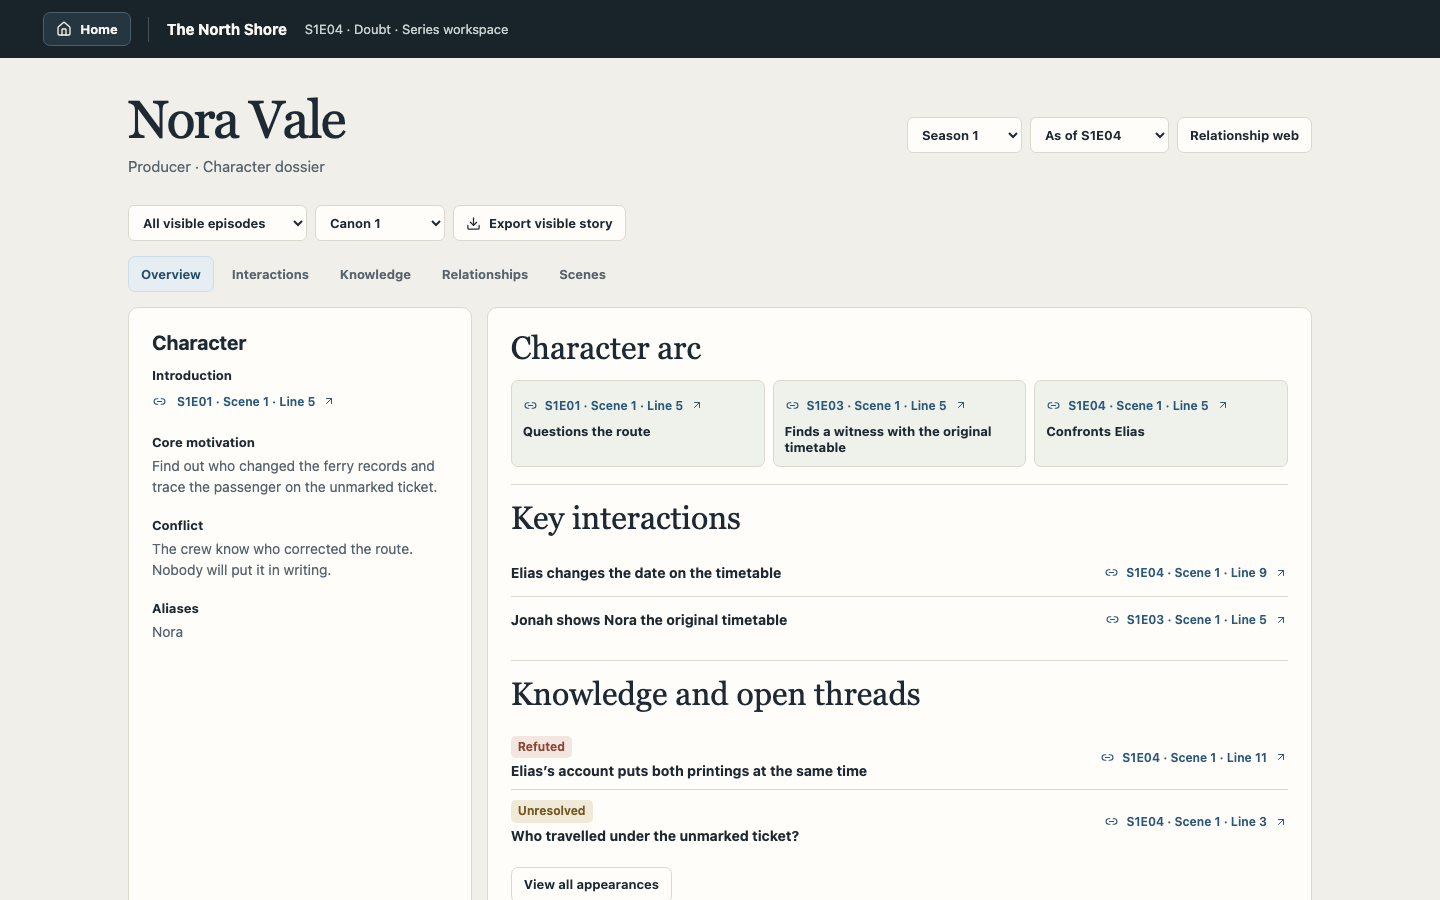 Home
The North Shore
S1E04 · Doubt · Series workspace
Nora Vale
Producer · Character dossier
Season 1
As of S1E04
Relationship web
All visible episodes
Canon 1
Export visible story
Overview
Interactions
Knowledge
Relationships
Scenes
Character
Introduction
S1E01 · Scene 1 · Line 5
Core motivation
Find out who changed the ferry records and
trace the passenger on the unmarked ticket.
Conflict
The crew know who corrected the route.
Nobody will put it in writing.
Aliases
Nora
Character arc
S1E01 · Scene 1 · Line 5
Questions the route
S1E03 · Scene 1 · Line 5
Finds a witness with the original
timetable
S1E04 · Scene 1 · Line 5
Confronts Elias
Key interactions
Elias changes the date on the timetable
S1E04 · Scene 1 · Line 9
Jonah shows Nora the original timetable
S1E03 · Scene 1 · Line 5
Knowledge and open threads
Refuted
Elias’s account puts both printings at the same time
S1E04 · Scene 1 · Line 11
Unresolved
Who travelled under the unmarked ticket?
S1E04 · Scene 1 · Line 3
View all appearances